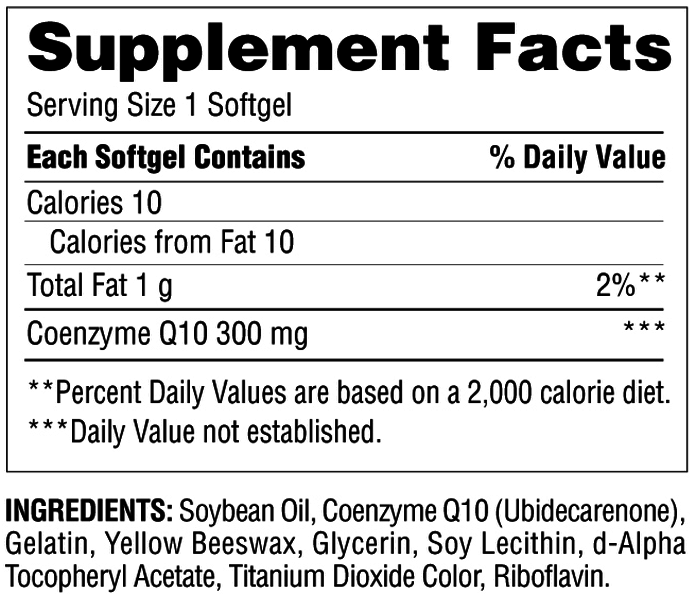 Supplement Facts
Serving Size 1 Softgel
Each Softgel Contains % Daily Value
Calories 10
Calories from Fat 10
Total Fat 1 g 2%**
Coenzyme Q10 300 mg ***
**Percent Daily Values are based on a 2,000 calorie diet.
***Daily Value not established.
INGREDIENTS: Soybean Oil, Coenzyme Q10 (Ubidecarenone),
Gelatin, Yellow Beeswax, Glycerin, Soy Lecithin, d-Alpha
Tocopheryl Acetate, Titanium Dioxide Color, Riboflavin.